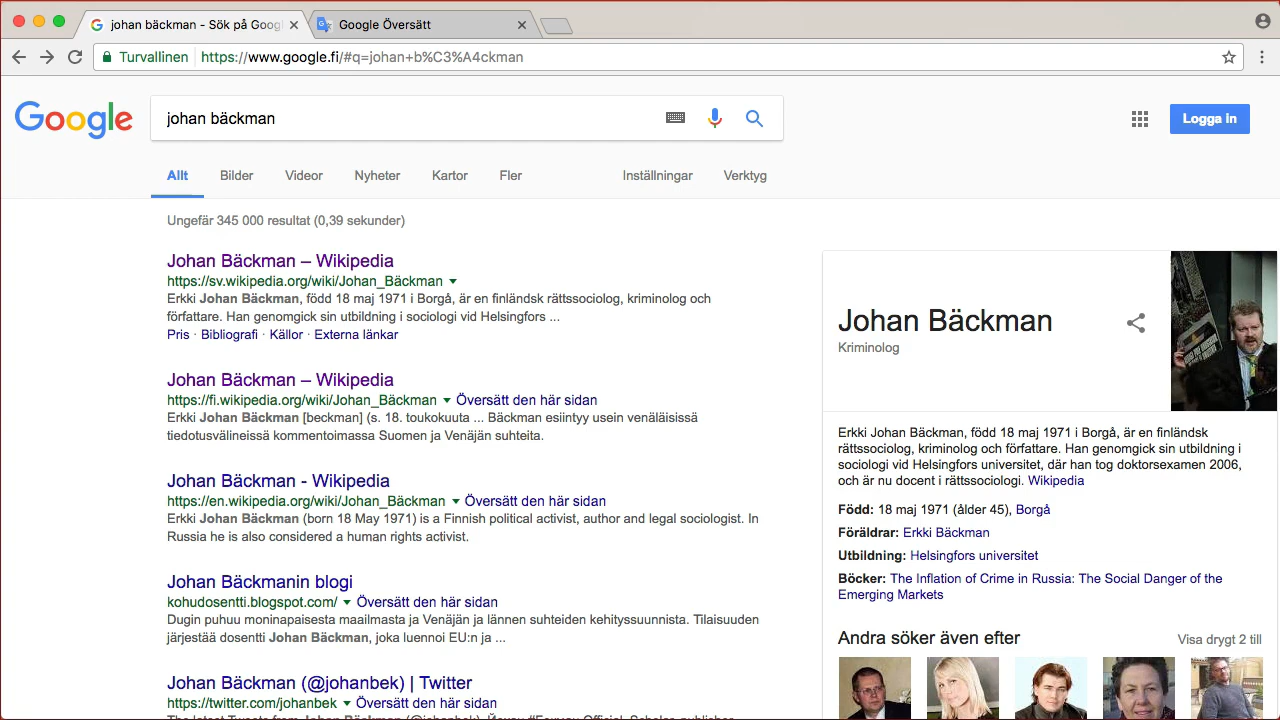 johan bäckman - Sök på Goog
Google Översätt
Turvallinen
https://www.google.fi/#q=johan+b%C3%A4ckman
Google
johan bäckman
Logga in
Allt
Bilder
Videor
Nyheter
Kartor
Fler
Inställningar
Verktyg
Ungefär 345 000 resultat (0,39 sekunder)
Johan Bäckman – Wikipedia
https://sv.wikipedia.org/wiki/Johan_Bäckman
Erkki Johan Bäckman, född 18 maj 1971 i Borgå, är en finländsk rättssociolog, kriminolog och
författare. Han genomgick sin utbildning i sociologi vid Helsingfors ...
Pris · Bibliografi · Källor · Externa länkar
Johan Bäckman – Wikipedia
https://fi.wikipedia.org/wiki/Johan_Bäckman Översätt den här sidan
Erkki Johan Bäckman [beckman] (s. 18. toukokuuta ... Bäckman esiintyy usein venäläisissä
tiedotusvälineissä kommentoimassa Suomen ja Venäjän suhteita.
Johan Bäckman - Wikipedia
https://en.wikipedia.org/wiki/Johan_Bäckman Översätt den här sidan
Erkki Johan Bäckman (born 18 May 1971) is a Finnish political activist, author and legal sociologist. In
Russia he is also considered a human rights activist.
Johan Bäckmanin blogi
kohudosentti.blogspot.com/ Översätt den här sidan
Dugin puhuu moninapaisesta maailmasta ja Venäjän ja lännen suhteiden kehityssuunnista. Tilaisuuden
järjestää dosentti Johan Bäckman, joka luennoi EU:n ja ...
Johan Bäckman (@johanbek) | Twitter
https://twitter.com/johanbek Översätt den här sidan
Johan Bäckman
Kriminolog
Erkki Johan Bäckman, född 18 maj 1971 i Borgå, är en finländsk
rättssociolog, kriminolog och författare. Han genomgick sin utbildning i
sociologi vid Helsingfors universitet, där han tog doktorsexamen 2006,
och är nu docent i rättssociologi. Wikipedia
Född: 18 maj 1971 (ålder 45), Borgå
Föräldrar: Erkki Bäckman
Utbildning: Helsingfors universitet
Böcker: The Inflation of Crime in Russia: The Social Danger of the
Emerging Markets
Andra söker även efter
Visa drygt 2 till